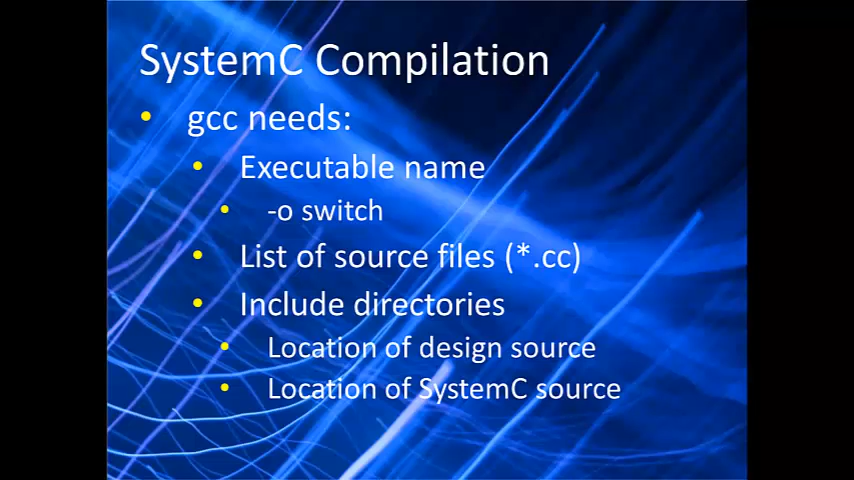 SystemC Compilation
• gcc needs:
• Executable name
• -o switch
• List of source files (*.cc)
• Include directories
• Location of design source
• Location of SystemC source